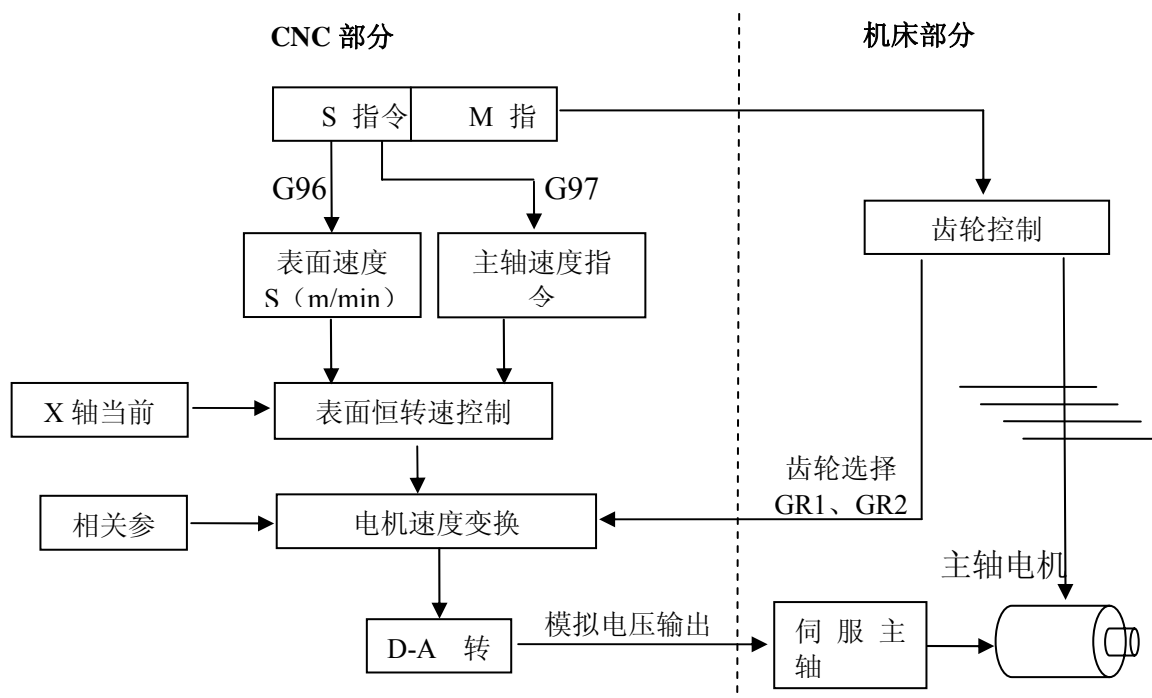 CNC 部分
机床部分
S 指令
M 指
G96
G97
表面速度
S（m/min）
主轴速度指
令
齿轮控制
X 轴当前
表面恒转速控制
齿轮选择
GR1、GR2
相关参
电机速度变换
主轴电机
D-A 转
模拟电压输出
伺 服 主
轴